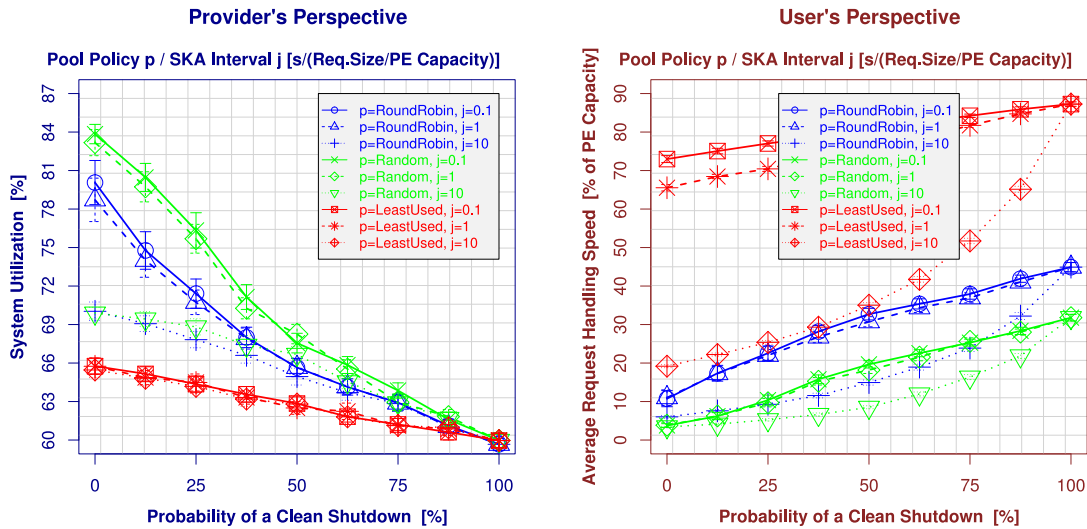 Provider's Perspective
Pool Policy p / SKA Interval j [s/(Req.Size/PE Capacity)]
System Utilization [%]
87
84
81
78
75
72
69
66
63
60
p=RoundRobin, j=0.1
p=RoundRobin, j=1
p=RoundRobin, j=10
p=Random, j=0.1
p=Random, j=1
p=Random, j=10
p=LeastUsed, j=0.1
p=LeastUsed, j=1
p=LeastUsed, j=10
0 25 50 75 100
Probability of a Clean Shutdown [%]
User's Perspective
Pool Policy p / SKA Interval j [s/(Req.Size/PE Capacity)]
Average Request Handling Speed [% of PE Capacity]
90
80
70
60
50
40
30
20
10
0
p=RoundRobin, j=0.1
p=RoundRobin, j=1
p=RoundRobin, j=10
p=Random, j=0.1
p=Random, j=1
p=Random, j=10
p=LeastUsed, j=0.1
p=LeastUsed, j=1
p=LeastUsed, j=10
0 25 50 75 100
Probability of a Clean Shutdown [%]